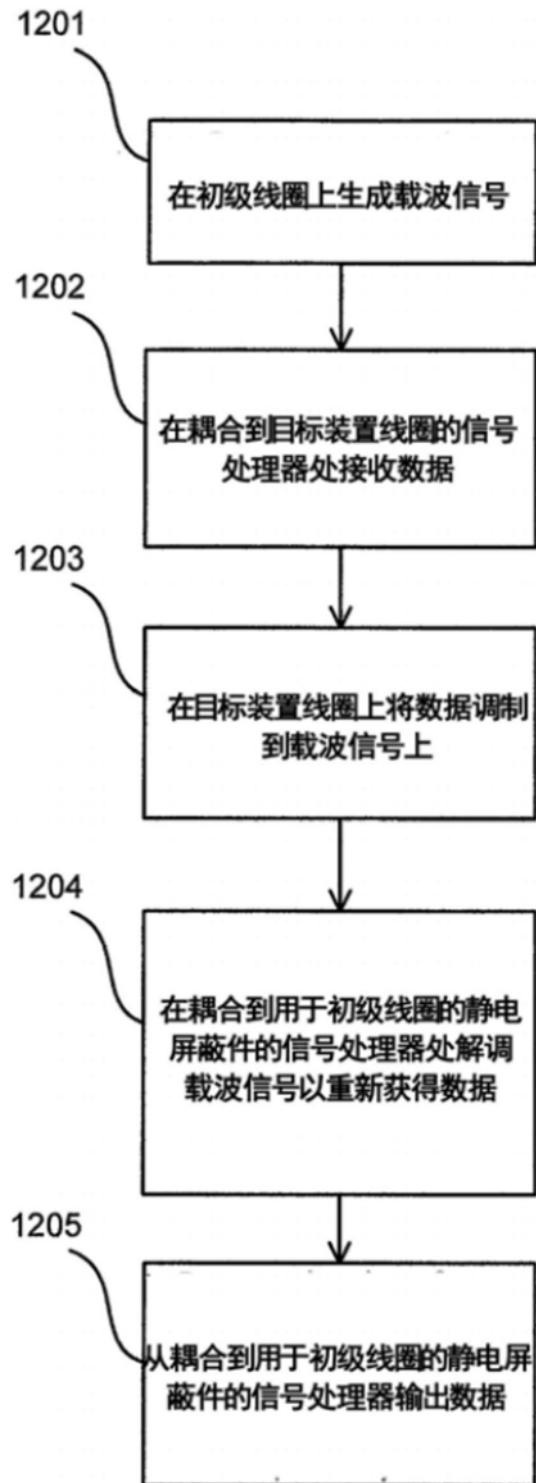 1201
在初级线圈上生成载波信号
1202
在耦合到目标装置线圈的信号
处理器处接收数据
1203
在目标装置线圈上将数据调制
到载波信号上
1204
在耦合到用于初级线圈的静电
屏蔽件的信号处理器处解调
载波信号以重新获得数据
1205
从耦合到用于初级线圈的静电屏
蔽件的信号处理器输出数据